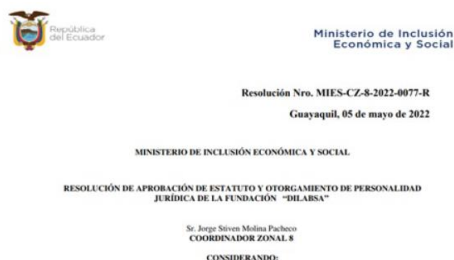 República
del Ecuador
Ministerio de Inclusión
Económica y Social
Resolución Nro. MIES-CZ-8-2022-0077-R
Guayaquil, 05 de mayo de 2022
MINISTERIO DE INCLUSIÓN ECONÓMICA Y SOCIAL
RESOLUCIÓN DE APROBACIÓN DE ESTATUTO Y OTORGAMIENTO DE PERSONALIDAD
JURÍDICA DE LA FUNDACIÓN “DILABSA”
Sr. Jorge Stiven Molina Pacheco
COORDINADOR ZONAL 8
CONSIDERANDO: